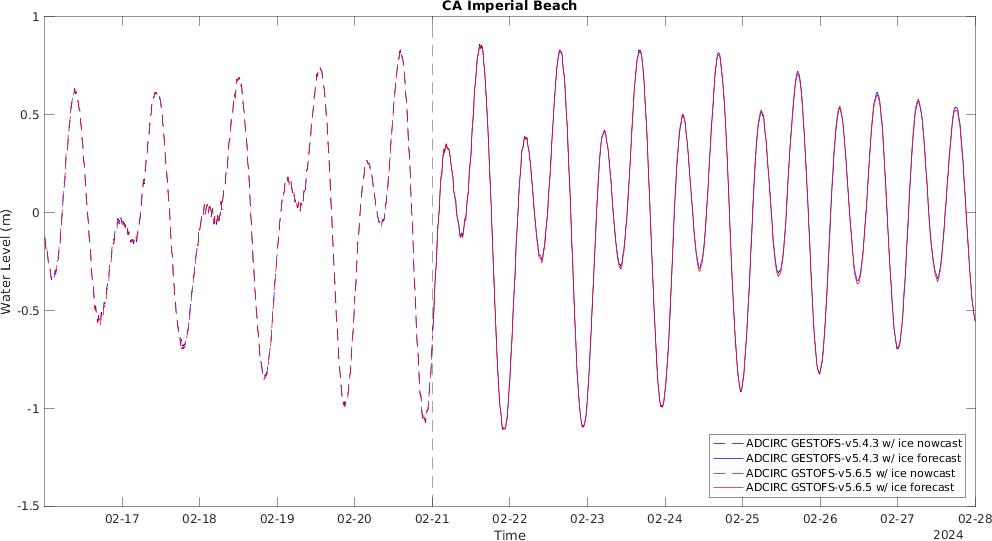 CA Imperial Beach
1
0.5
0
-0.5
-1
-1.5
Water Level (m)
02-17 02-18 02-19 02-20 02-21 02-22 02-23 02-24 02-25 02-26 02-27 02-28
Time
2024
ADCIRC GESTOFS-v5.4.3 w/ ice nowcast
ADCIRC GESTOFS-v5.4.3 w/ ice forecast
ADCIRC GSTOFS-v5.6.5 w/ ice nowcast
ADCIRC GSTOFS-v5.6.5 w/ ice forecast